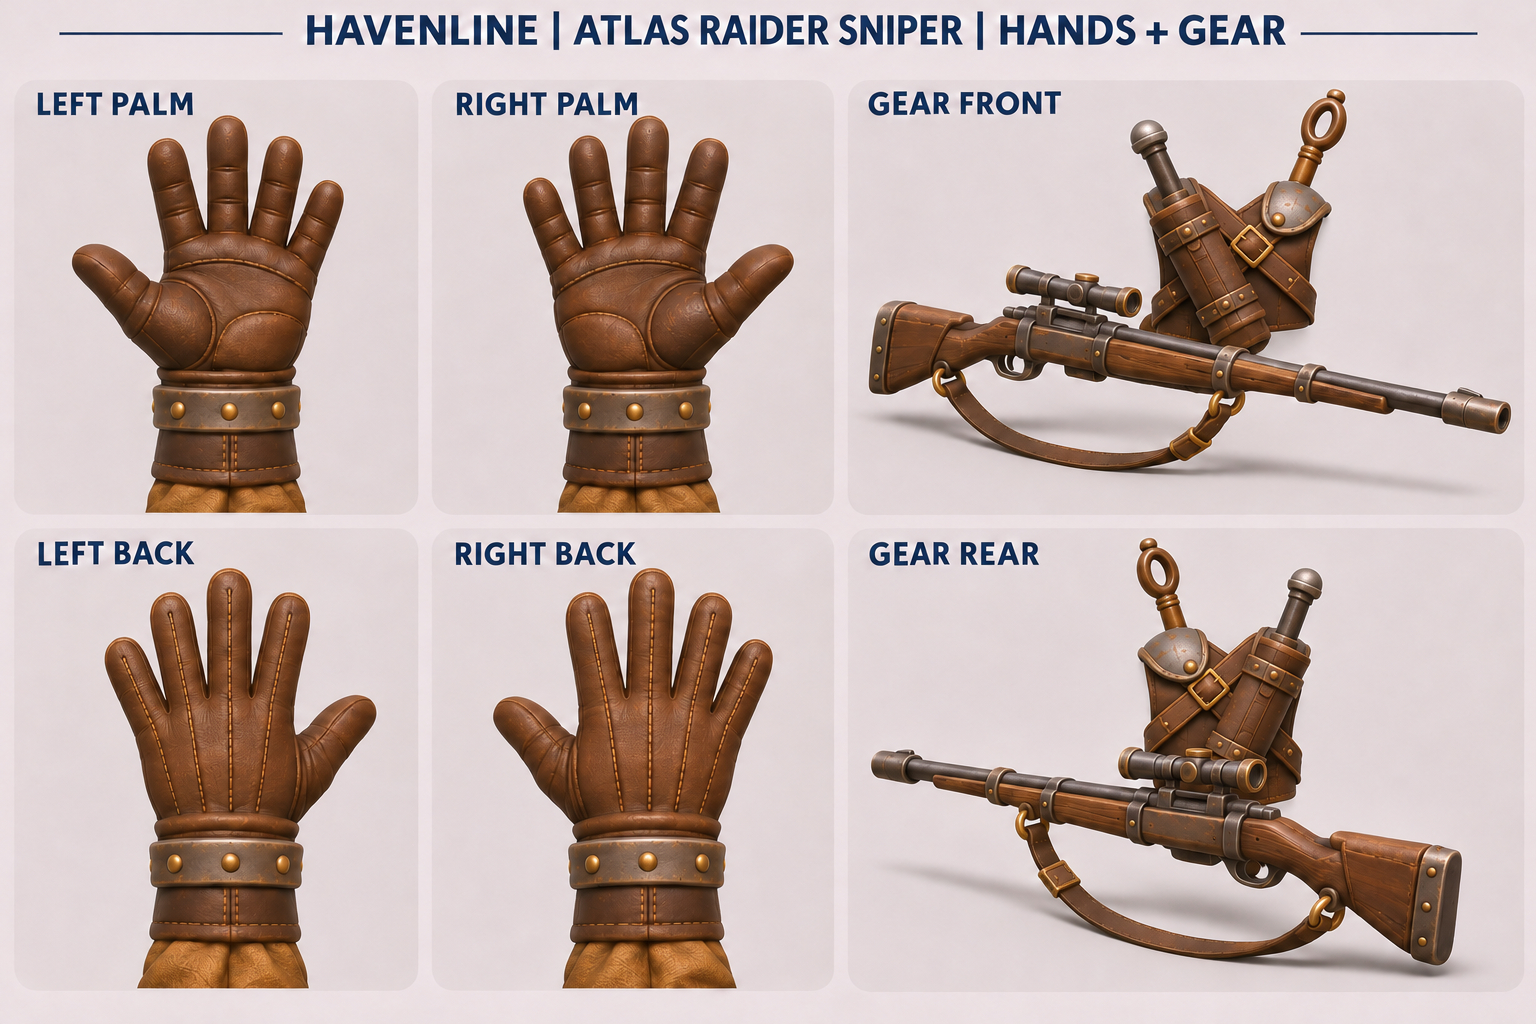 HAVENLINE | ATLAS RAIDER SNIPER | HANDS + GEAR
LEFT PALM
RIGHT PALM
GEAR FRONT
LEFT BACK
RIGHT BACK
GEAR REAR